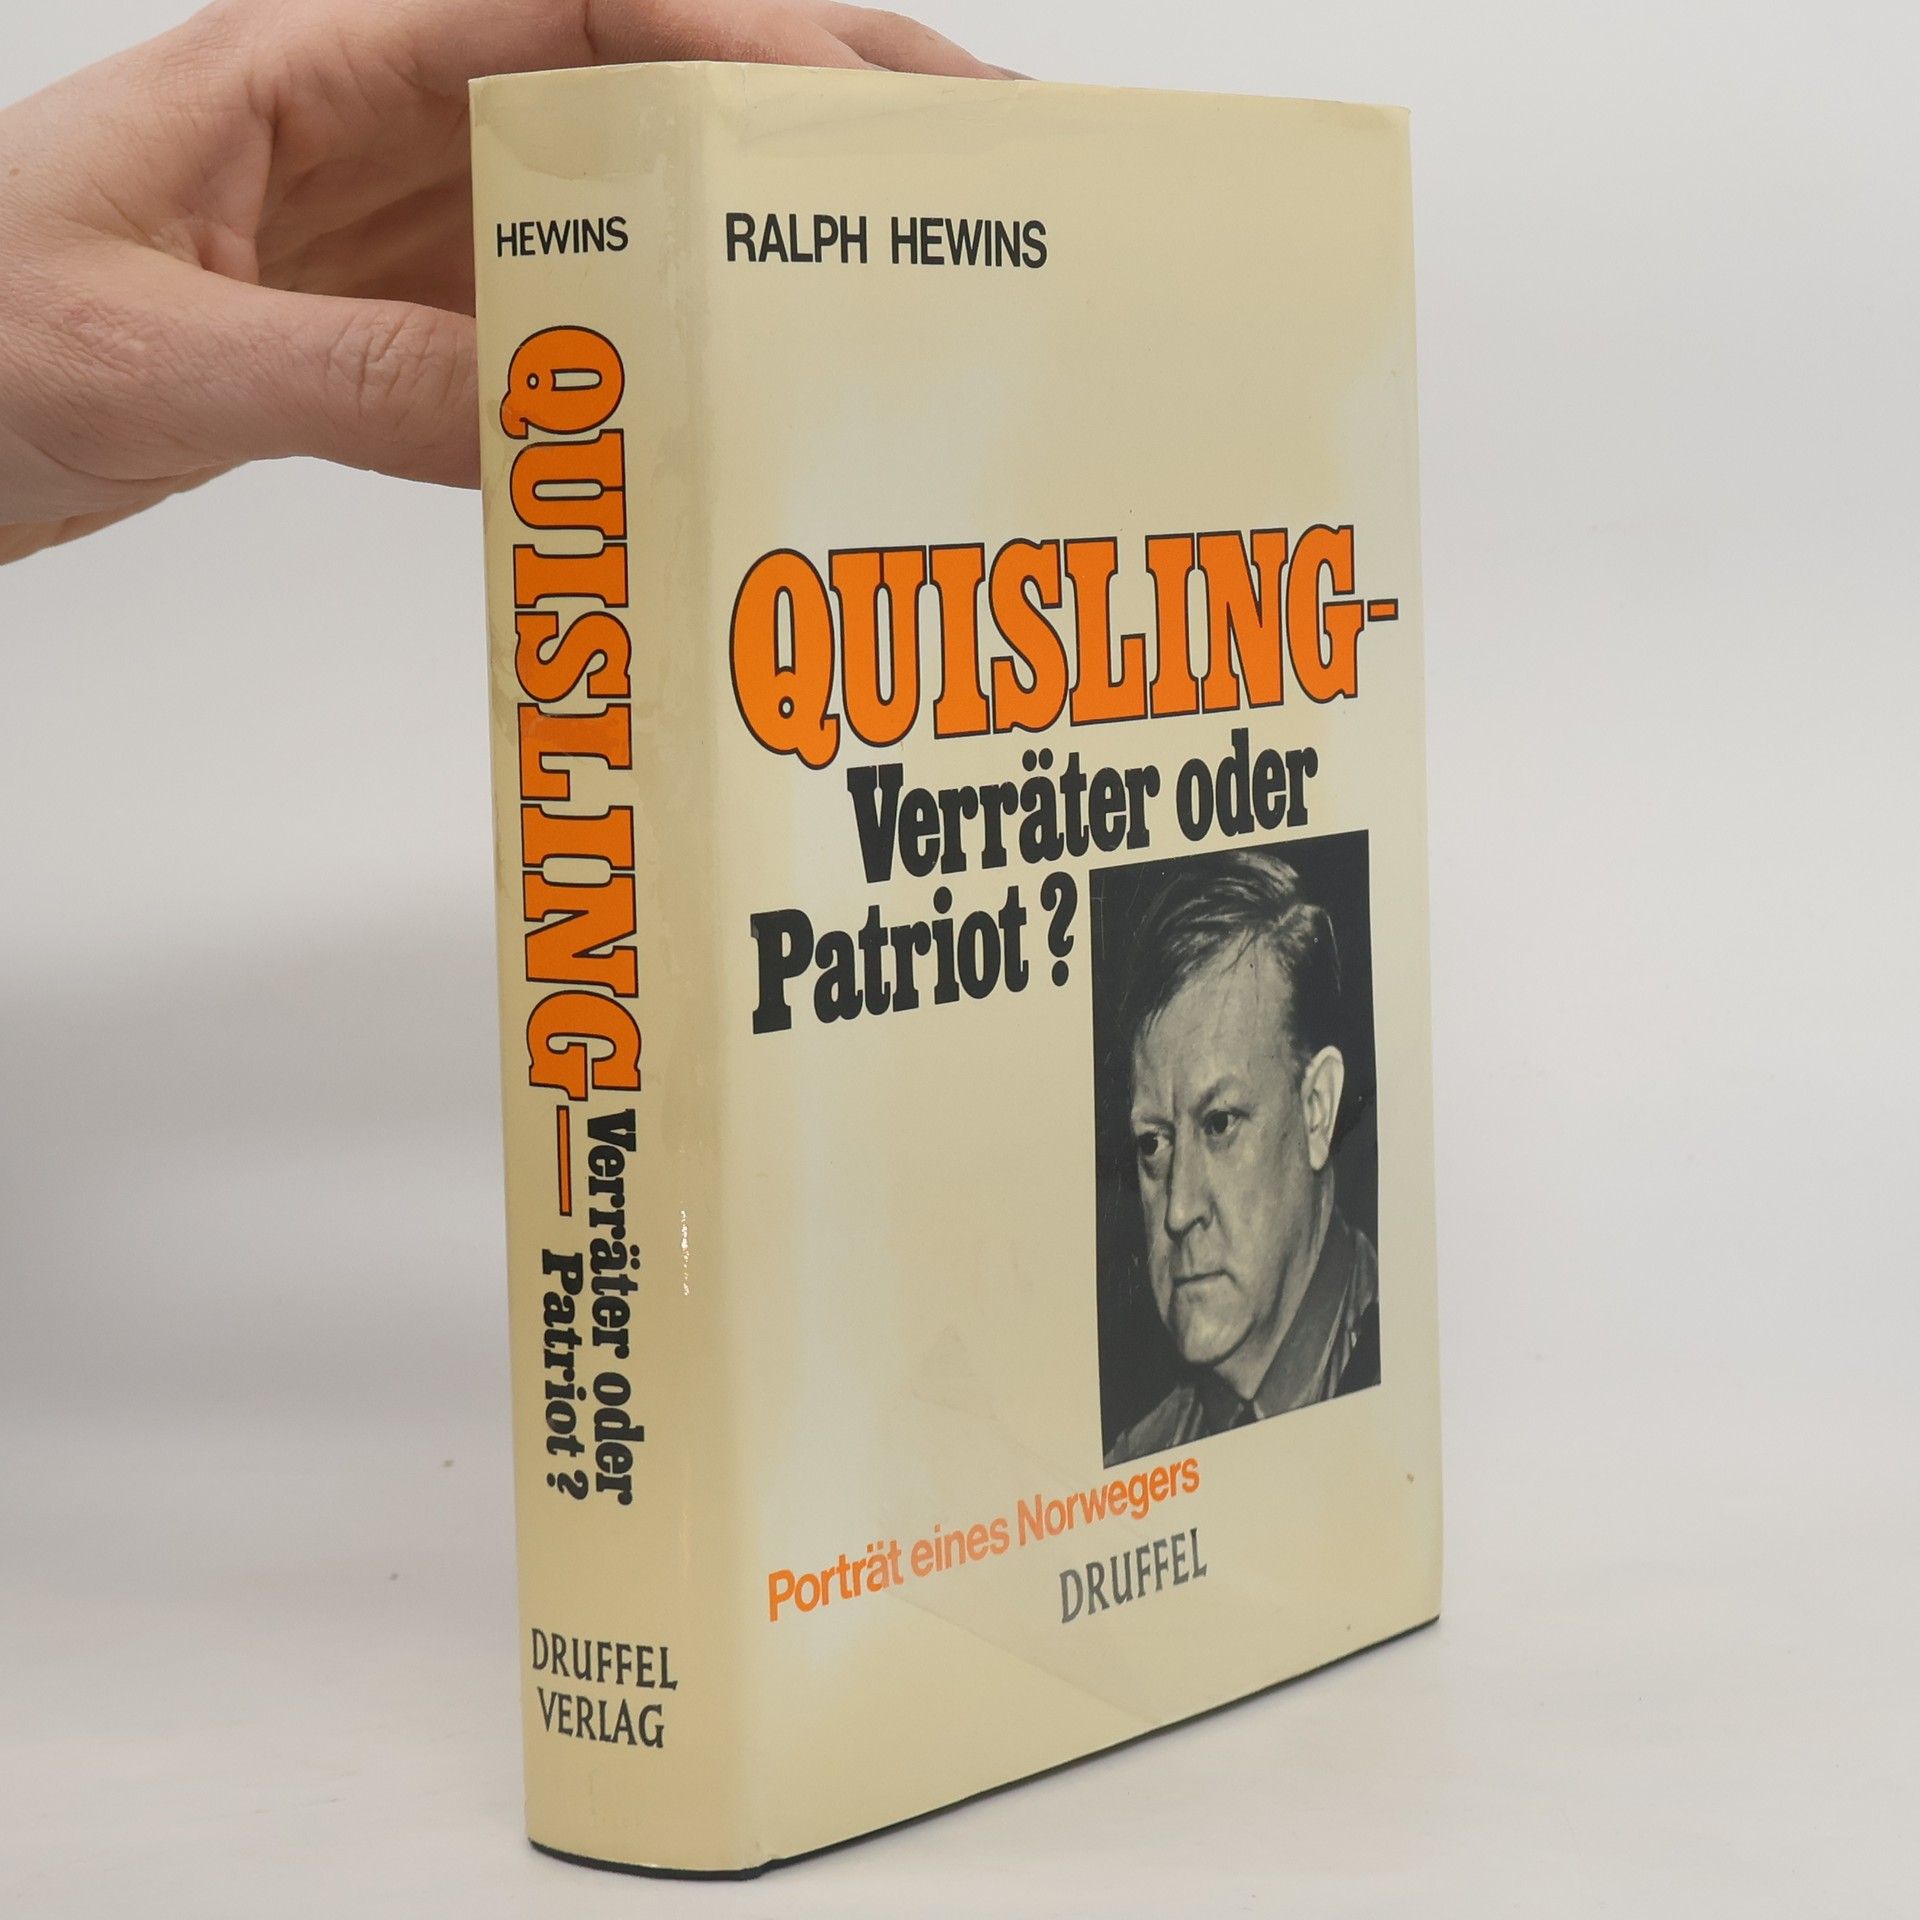 HEWINS
QUISLING—
Verräter oder
Patriot?
DRUFFEL
VERLAG
RALPH HEWINS
QUISLING-
Verräter oder
Patriot?
Porträt eines Norwegers
DRUFFEL